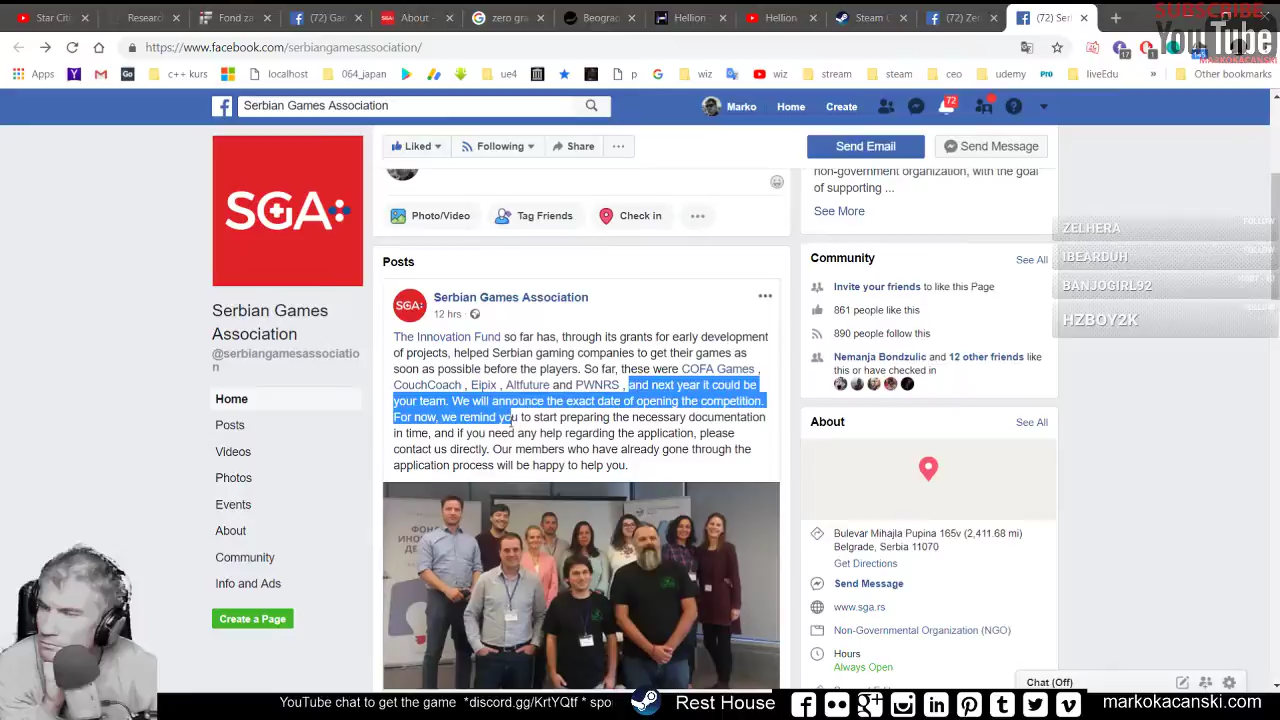 Star Citi
Research
Fond za
(72) Ga
About -
zero gra
Beograd
Hellion
Hellion
Steam C
(72) Ze
(72) Ser
SUBSCRIBE
YouTube
MARKOKACANSKI
https://www.facebook.com/serbiangamesassociation/
17
1
Apps
c++ kurs
localhost
064_japan
ue4
p
wiz
wiz
stream
steam
ceo
udemy
Pro
liveEdu
»
Other bookmarks
Serbian Games Association
Marko
Home
Create
72
SGA
Liked
Following
Share
Send Email
Send Message
non-government organization, with the goal
of supporting ...
See More
Photo/Video
Tag Friends
Check in
Posts
Serbian Games Association
12 hrs ·
SGA
The Innovation Fund so far has, through its grants for early development
of projects, helped Serbian gaming companies to get their games as
soon as possible before the players. So far, these were COFA Games ,
CouchCoach , Eipix , Altfuture and PWNRS , and next year it could be
your team. We will announce the exact date of opening the competition.
For now, we remind you to start preparing the necessary documentation
in time, and if you need any help regarding the application, please
contact us directly. Our members who have already gone through the
application process will be happy to help you.
Serbian Games
Association
@serbiangamesassociatio
n
Home
Posts
Videos
Photos
Events
About
Community
Info and Ads
Create a Page
Community
See All
Invite your friends to like this Page
861 people like this
890 people follow this
Nemanja Bondzulic and 12 other friends like
this or have checked in
About
See All
Bulevar Mihajla Pupina 165v (2,411.68 mi)
Belgrade, Serbia 11070
Get Directions
Send Message
www.sga.rs
Non-Governmental Organization (NGO)
Hours
Always Open
FOLLOW
ZELHERA
FOLLOW
IBEARDUH
BANJOGIRL92
HZBOY2K
Chat (Off)
YouTube chat to get the game *discord.gg/KrtYQtf * spo
Rest House
markokacanski.com